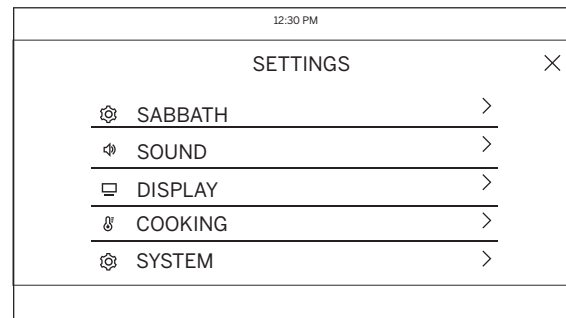 12:30 PM
SETTINGS
SABBATH
SOUND
DISPLAY
COOKING
SYSTEM